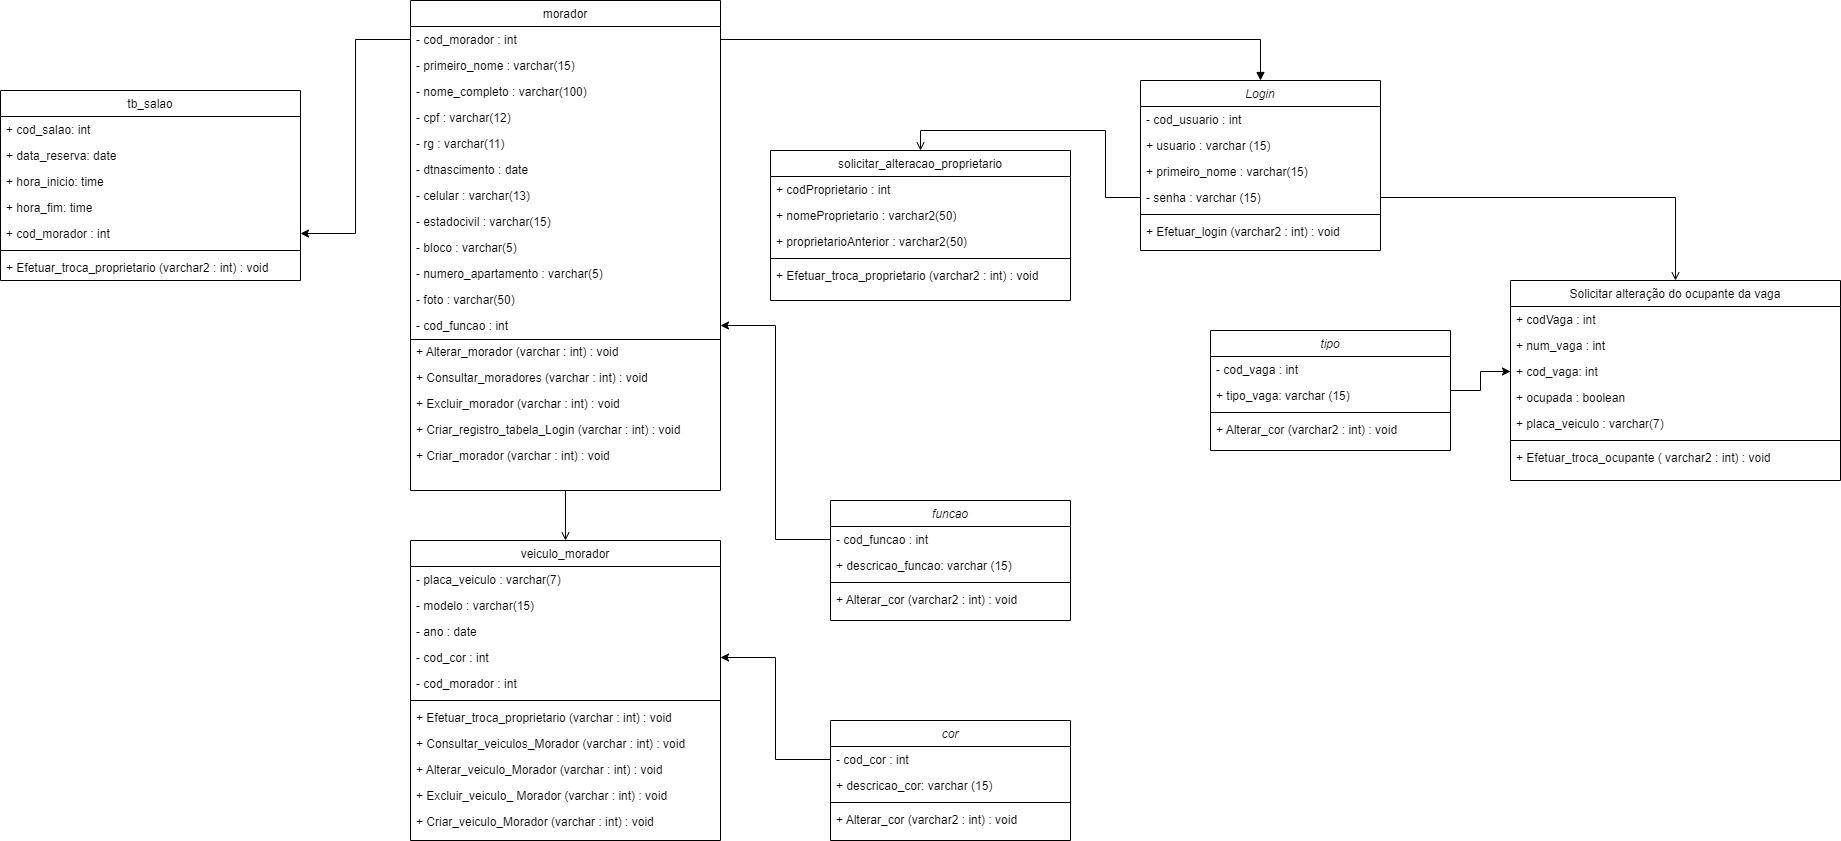 morador
- cod_morador : int
- primeiro_nome : varchar(15)
- nome_completo : varchar(100)
- cpf : varchar(12)
- rg : varchar(11)
- dtnascimento : date
- celular : varchar(13)
- estadocivil : varchar(15)
- bloco : varchar(5)
- numero_apartamento : varchar(5)
- foto : varchar(50)
- cod_funcao : int
+ Alterar_morador (varchar : int) : void
+ Consultar_moradores (varchar : int) : void
+ Excluir_morador (varchar : int) : void
+ Criar_registro_tabela_Login (varchar : int) : void
+ Criar_morador (varchar : int) : void
tb_salao
+ cod_salao: int
+ data_reserva: date
+ hora_inicio: time
+ hora_fim: time
+ cod_morador : int
+ Efetuar_troca_proprietario (varchar2 : int) : void
Login
- cod_usuario : int
+ usuario : varchar (15)
+ primeiro_nome : varchar(15)
- senha : varchar (15)
+ Efetuar_login (varchar2 : int) : void
solicitar_alteracao_proprietario
+ codProprietario : int
+ nomeProprietario : varchar2(50)
+ proprietarioAnterior : varchar2(50)
+ Efetuar_troca_proprietario (varchar2 : int) : void
Solicitar alteração do ocupante da vaga
+ codVaga : int
+ num_vaga : int
+ cod_vaga: int
+ ocupada : boolean
+ placa_veiculo : varchar(7)
+ Efetuar_troca_ocupante ( varchar2 : int) : void
tipo
- cod_vaga : int
+ tipo_vaga: varchar (15)
+ Alterar_cor (varchar2 : int) : void
funcao
- cod_funcao : int
+ descricao_funcao: varchar (15)
+ Alterar_cor (varchar2 : int) : void
veiculo_morador
- placa_veiculo : varchar(7)
- modelo : varchar(15)
- ano : date
- cod_cor : int
- cod_morador : int
+ Efetuar_troca_proprietario (varchar : int) : void
+ Consultar_veiculos_Morador (varchar : int) : void
+ Alterar_veiculo_Morador (varchar : int) : void
+ Excluir_veiculo_ Morador (varchar : int) : void
+ Criar_veiculo_Morador (varchar : int) : void
cor
- cod_cor : int
+ descricao_cor: varchar (15)
+ Alterar_cor (varchar2 : int) : void